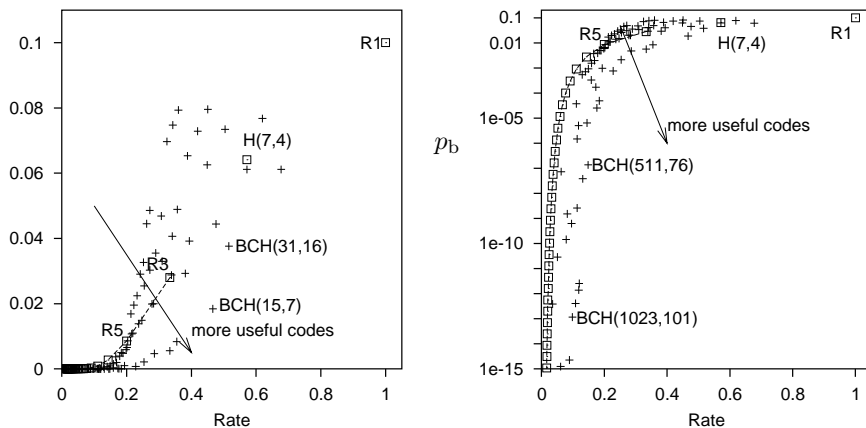 0.1
R1
0.08
H(7,4)
0.06
0.04
BCH(31,16)
R3
0.02
BCH(15,7)
R5
more useful codes
0
0 0.2 0.4 0.6 0.8 1
Rate
p_b
0.1
R5
R1
0.01
H(7,4)
1e-05
more useful codes
BCH(511,76)
1e-10
BCH(1023,101)
1e-15
0 0.2 0.4 0.6 0.8 1
Rate